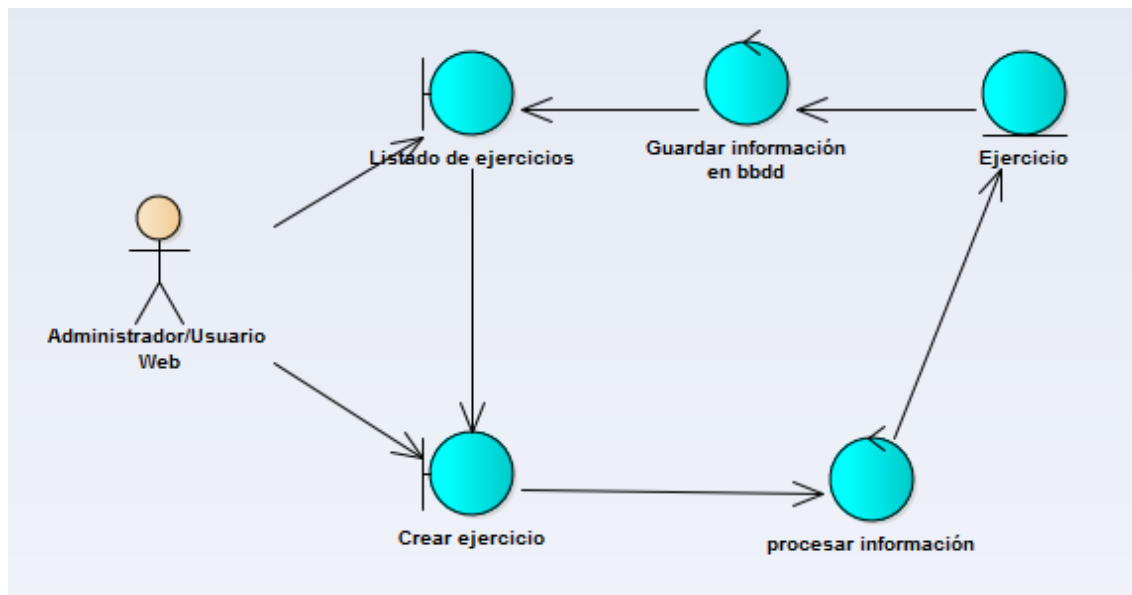 Listado de ejercicios
Guardar información
en bbdd
Ejercicio
Administrador/Usuario
Web
Crear ejercicio
procesar información